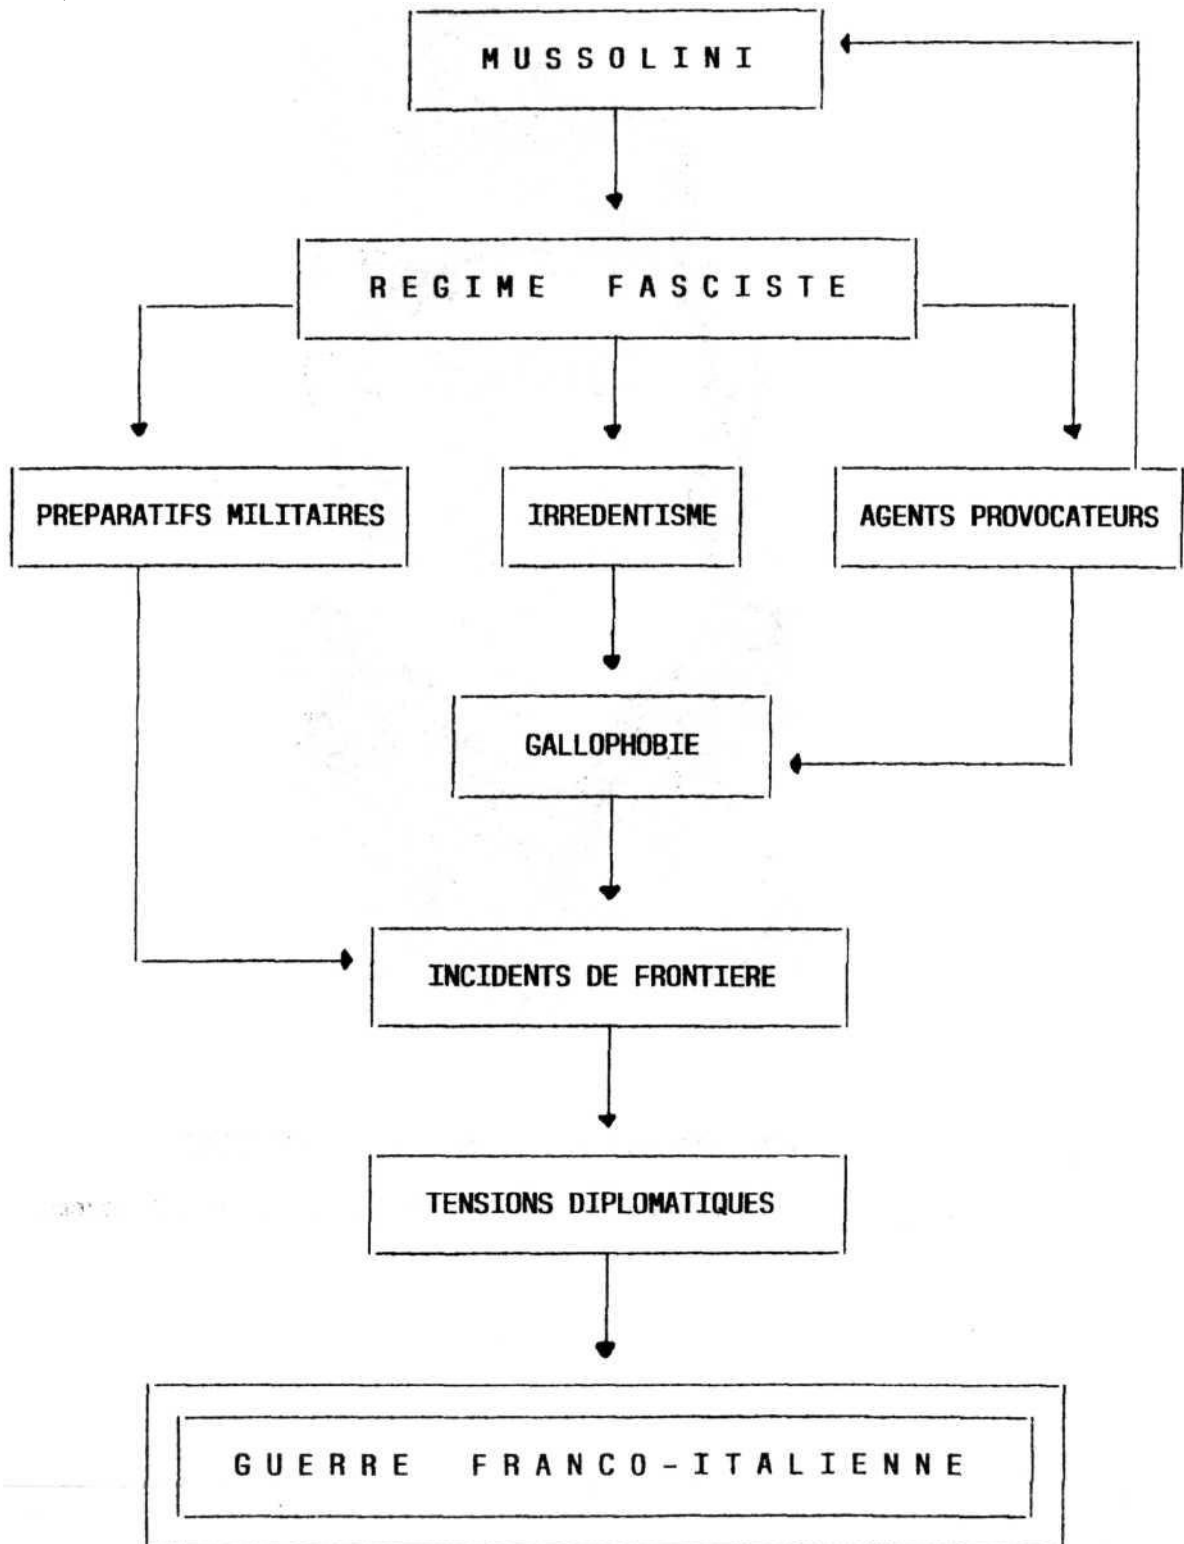 MUSSOLINI
REGIME FASCISTE
PREPARATIFS MILITAIRES
IRREDENTISME
AGENTS PROVOCATEURS
GALLOPHOBIE
INCIDENTS DE FRONTIERE
TENSIONS DIPLOMATIQUES
GUERRE FRANCO-ITALIENNE